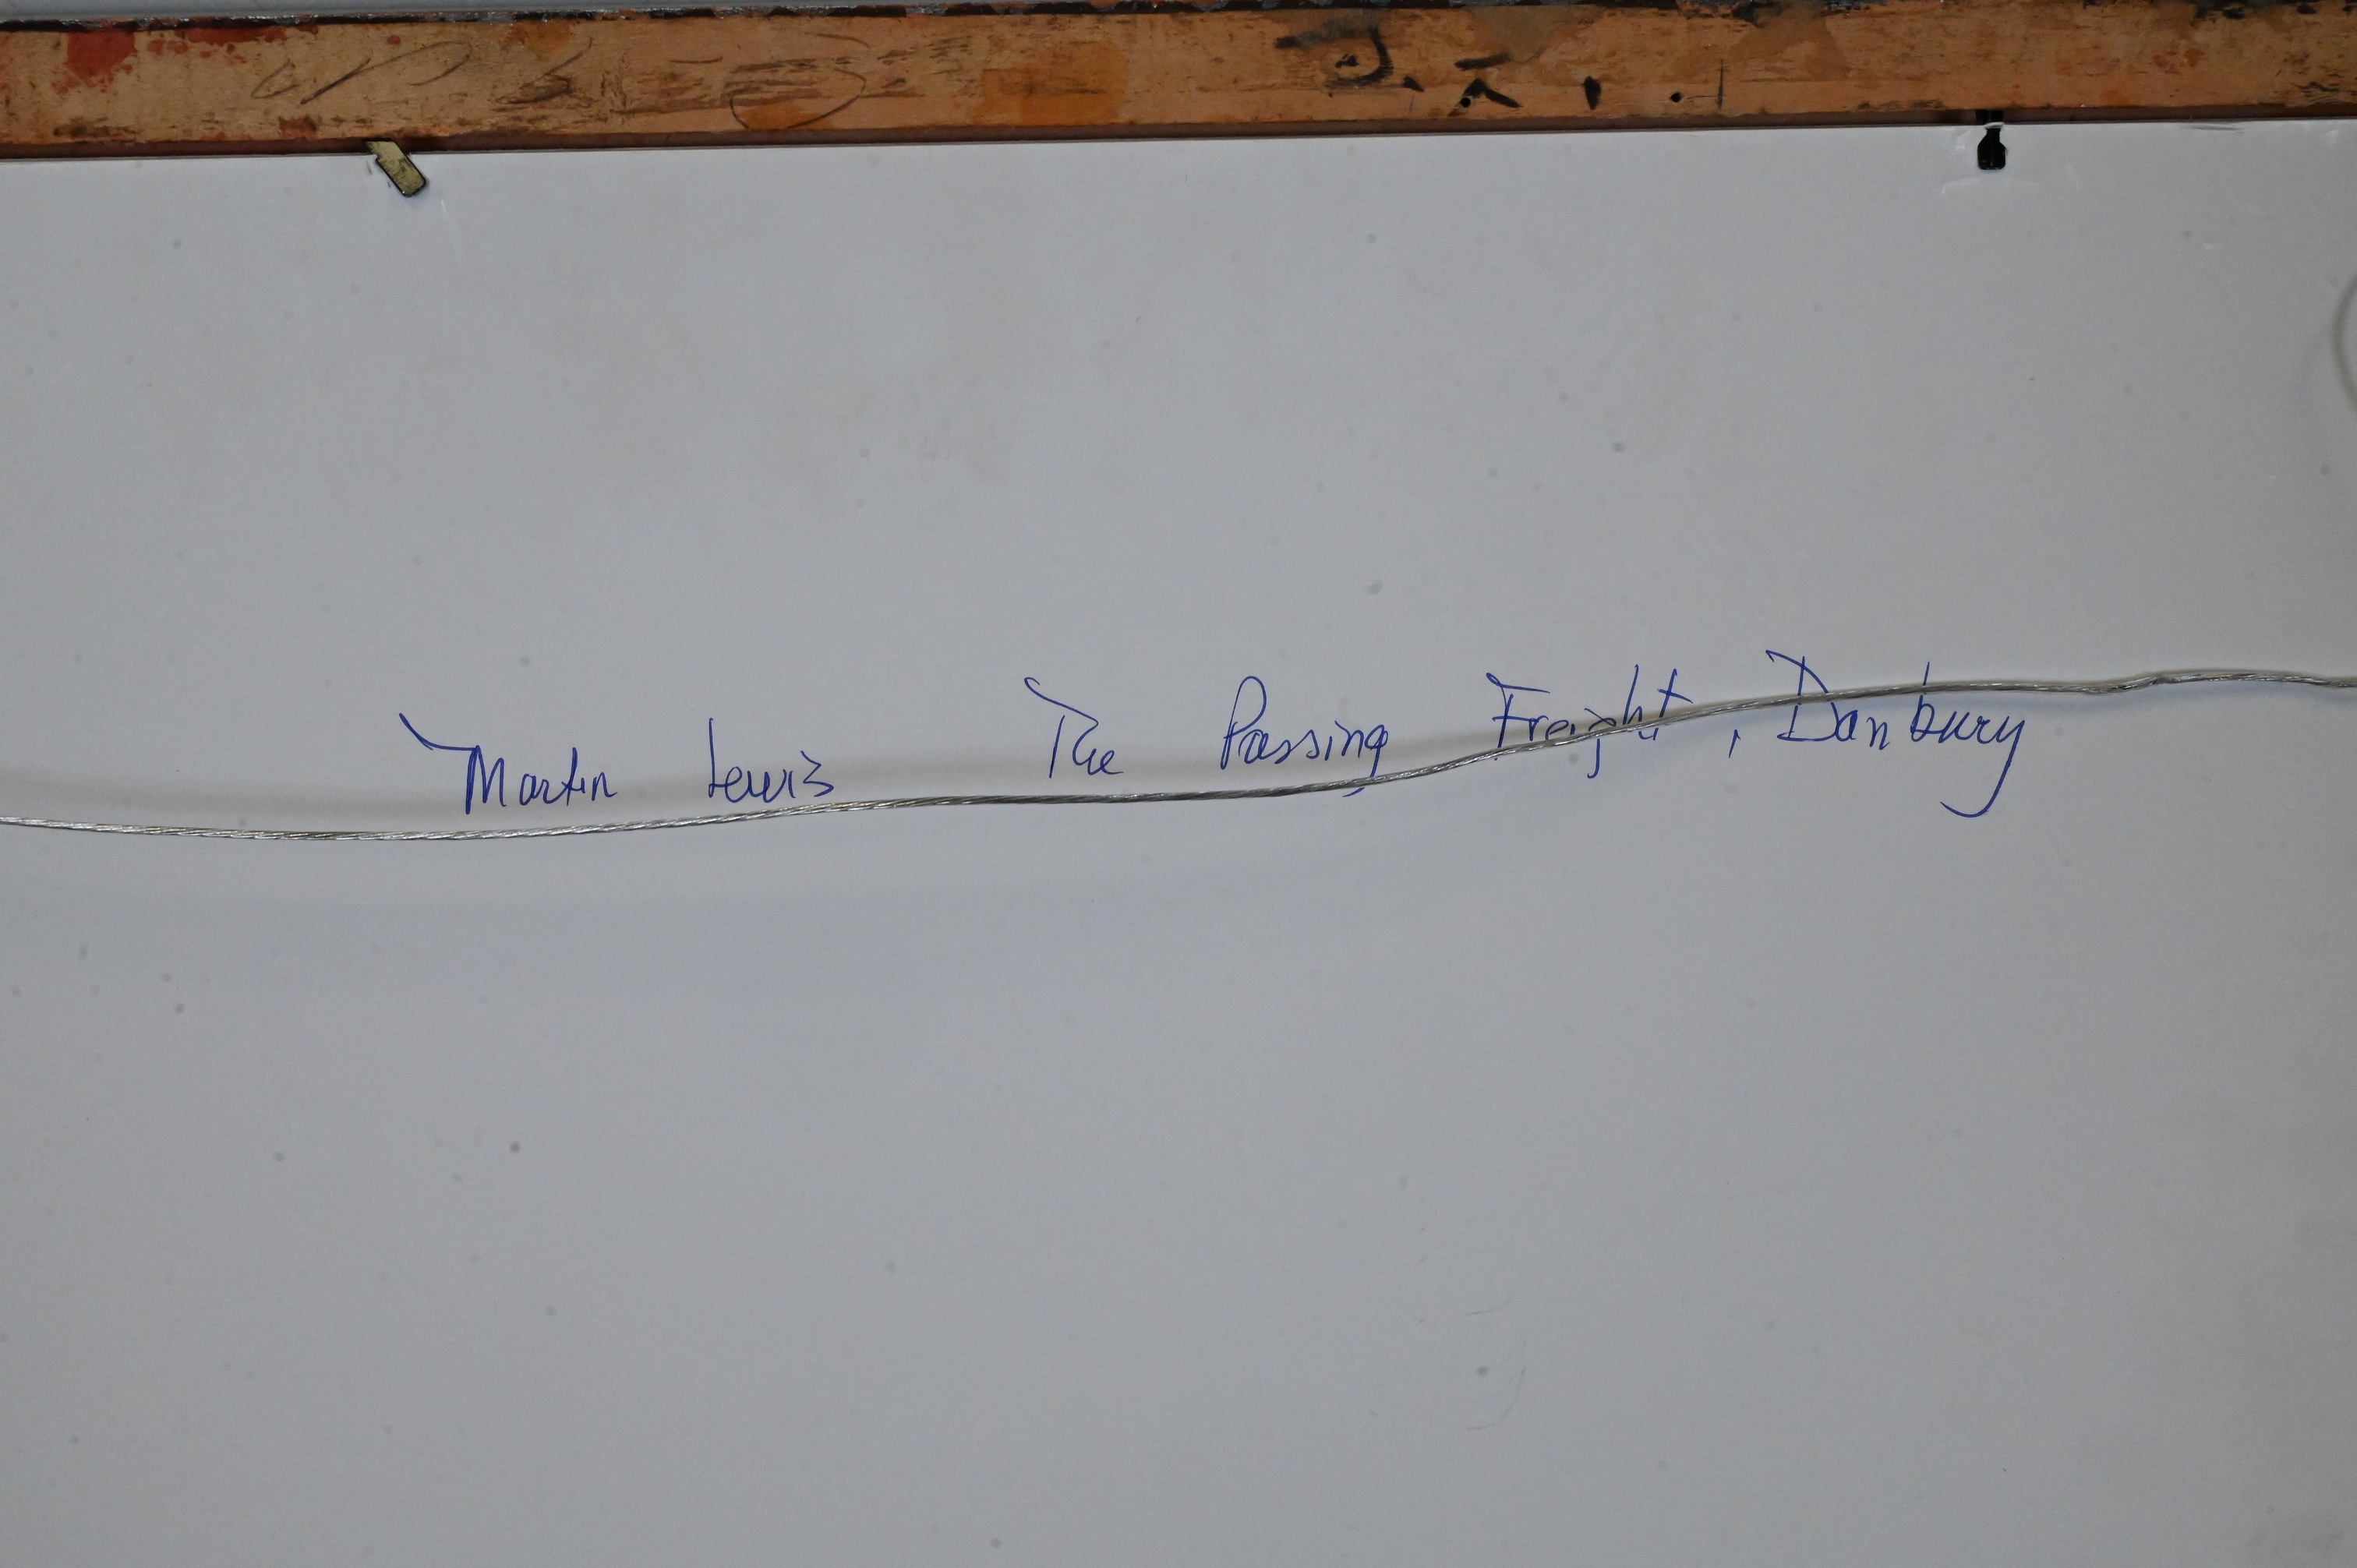 Martin Lewis The Passing Freight, Danbury